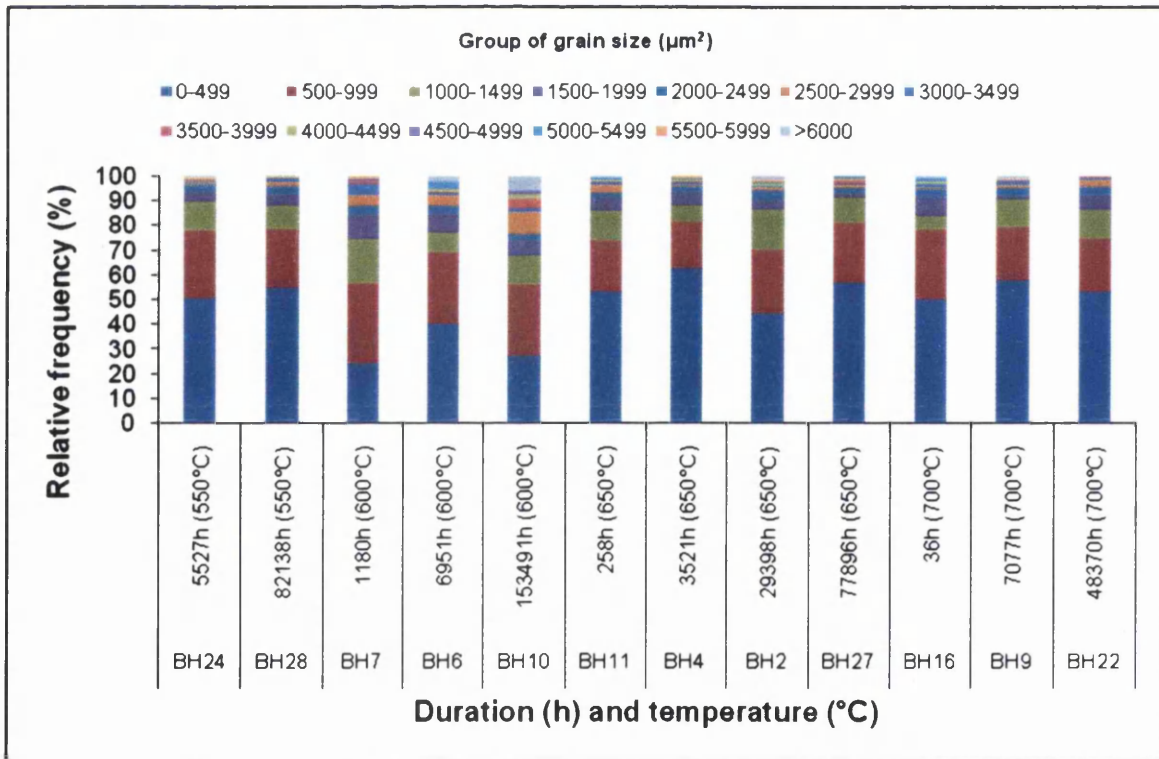 Group of grain size (µm²)
0-499 500-999 1000-1499 1500-1999 2000-2499 2500-2999 3000-3499
3500-3999 4000-4499 4500-4999 5000-5499 5500-5999 >6000
100
90
80
70
60
50
40
30
20
10
0
Relative frequency (%)
5527h (550°C) 82138h (550°C) 1180h (600°C) 6951h (600°C) 153491h (600°C) 258h (650°C) 3521h (650°C) 29398h (650°C) 77896h (650°C) 36h (700°C) 7077h (700°C) 48370h (700°C)
BH24 BH28 BH7 BH6 BH10 BH11 BH4 BH2 BH27 BH16 BH9 BH22
Duration (h) and temperature (°C)